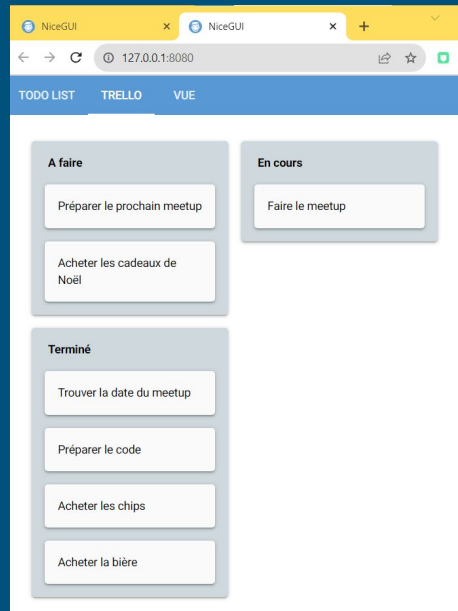 NiceGUI
NiceGUI
127.0.0.1:8080
TODO LIST TRELLO VUE
A faire
Préparer le prochain meetup
Acheter les cadeaux de
Noël
En cours
Faire le meetup
Terminé
Trouver la date du meetup
Préparer le code
Acheter les chips
Acheter la bière